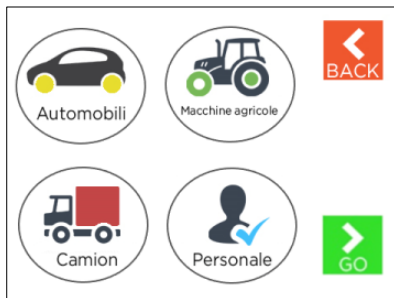 Automobili
Macchine agricole
BACK
Camion
Personale
GO